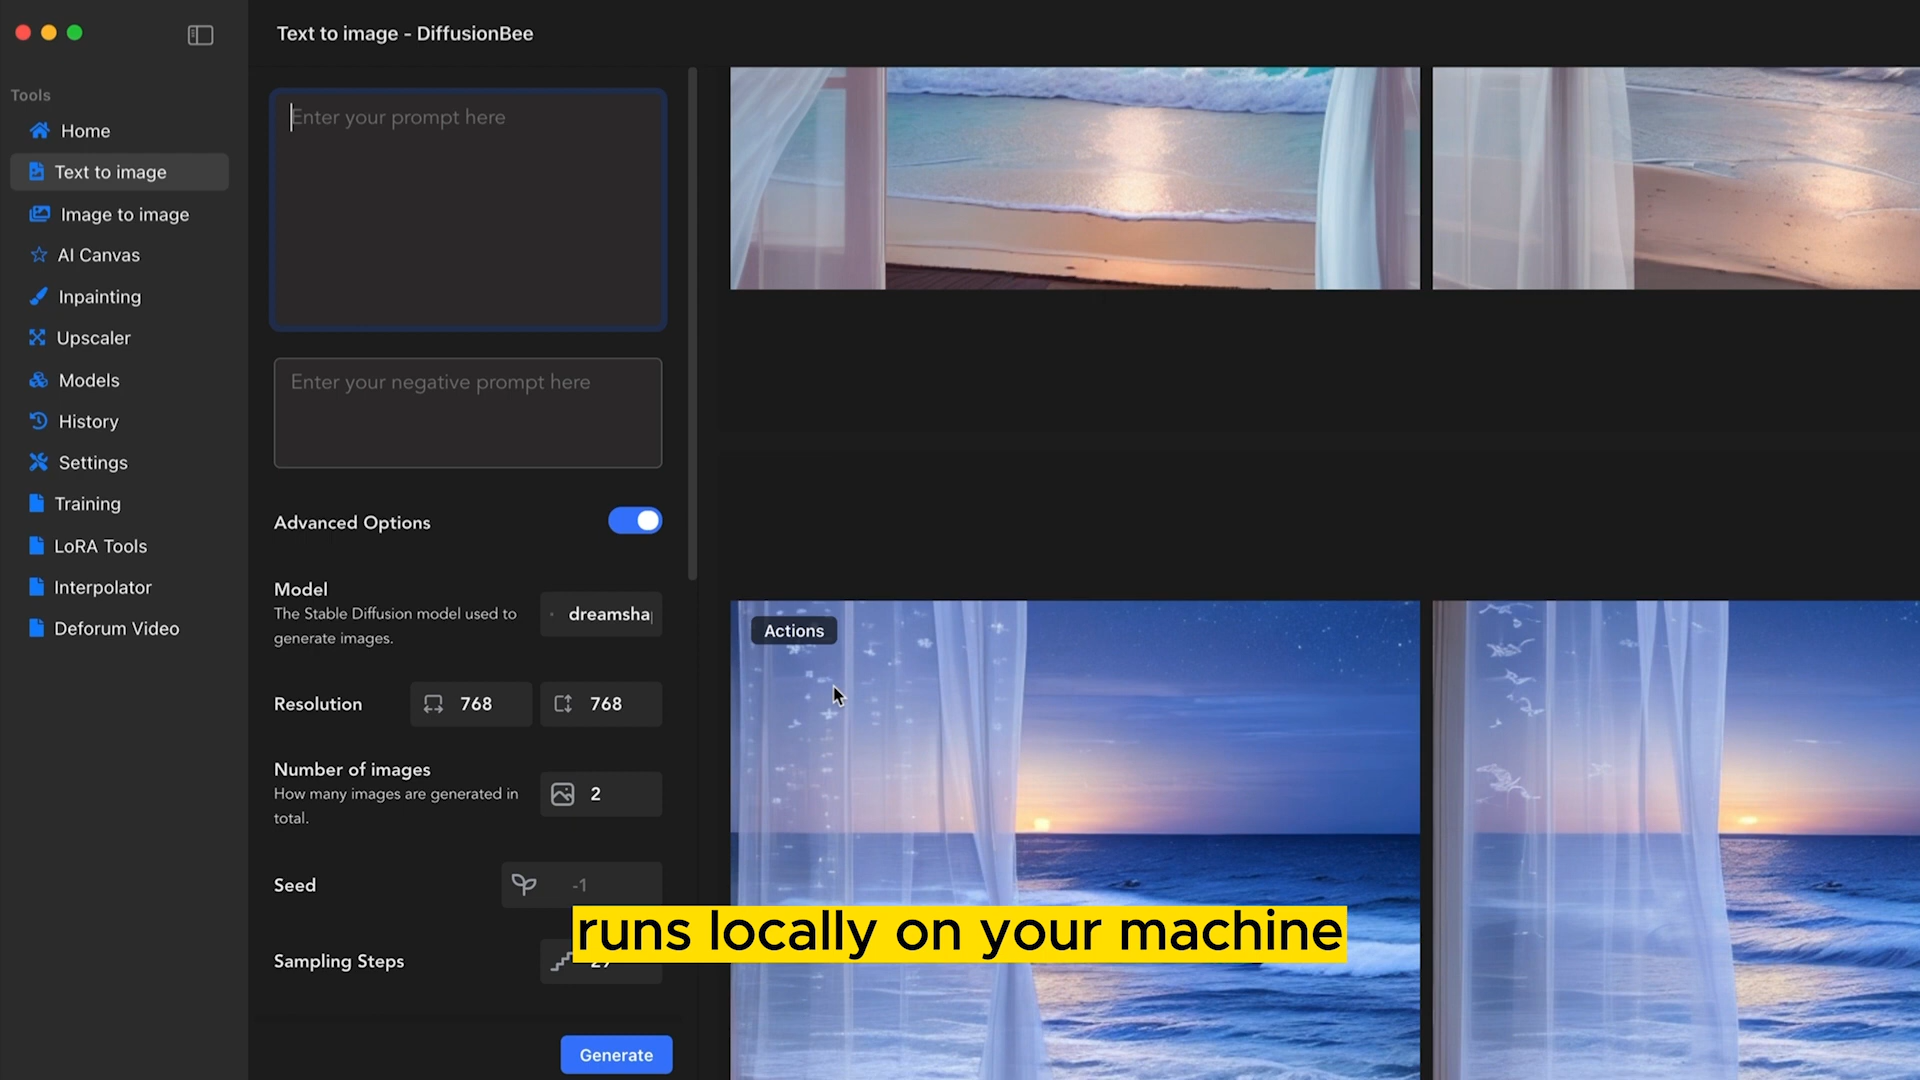 Text to image - DiffusionBee
Tools
Home
Text to image
Image to image
AI Canvas
Inpainting
Upscaler
Models
History
Settings
Training
LoRA Tools
Interpolator
Deforum Video
Enter your prompt here
Enter your negative prompt here
Advanced Options
Model
The Stable Diffusion model used to
generate images.
dreamsha
Resolution
768
768
Number of images
How many images are generated in
total.
2
Seed
-1
Sampling Steps
Generate
Actions
runs locally on your machine